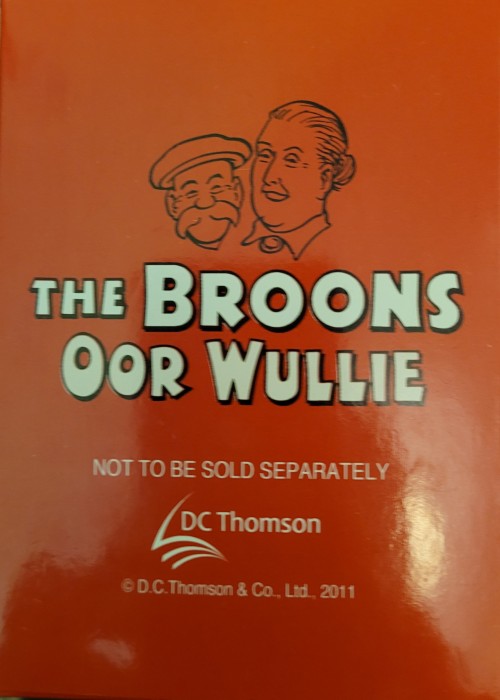 THE BROONS
OOR WULLIE
NOT TO BE SOLD SEPARATELY
DC Thomson
© D.C.Thomson & Co., Ltd., 2011